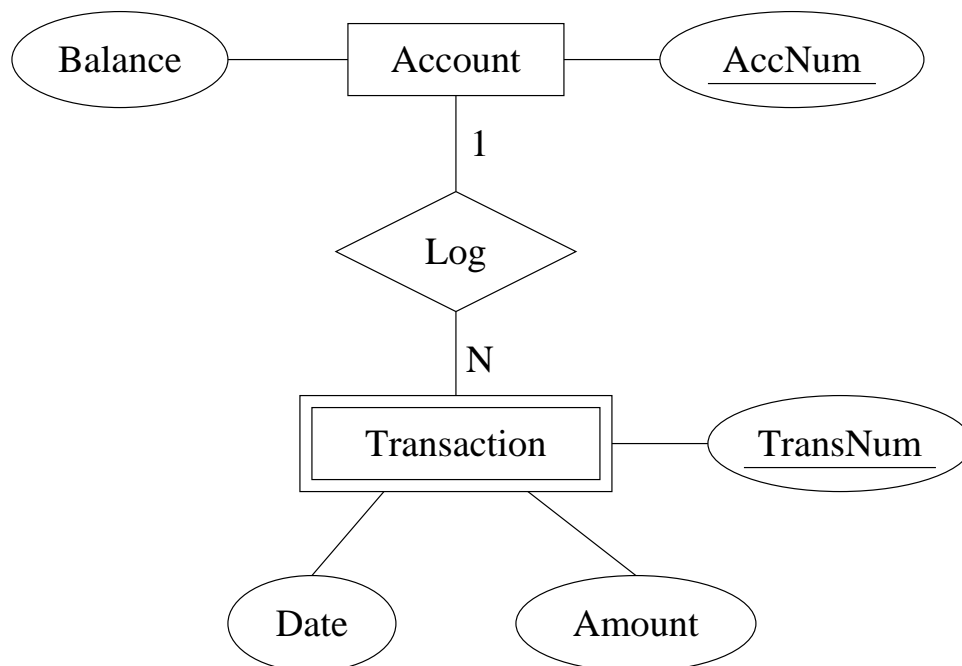 Balance
Account
AccNum
1
Log
N
Transaction
TransNum
Date
Amount